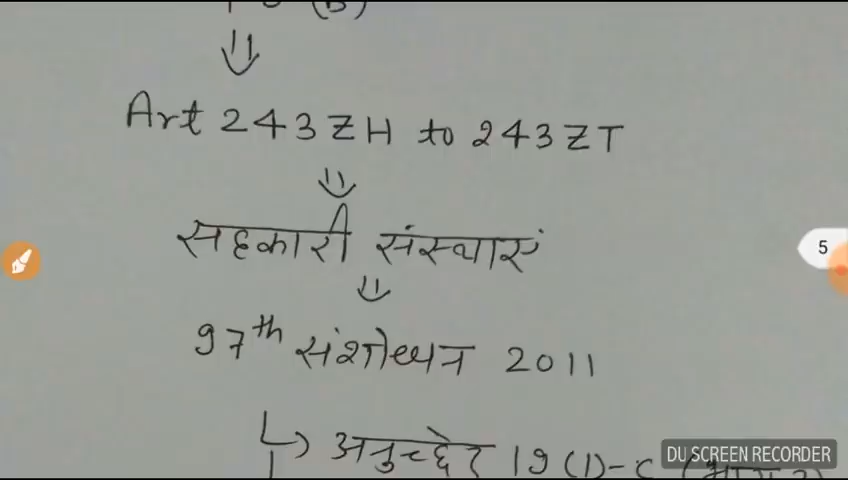 (B)
Art 243ZH to 243ZT
सहकारी संस्थाएं
97th संशोधन 2011
अनुच्छेद 19(1)-c (भाग
5
DU SCREEN RECORDER